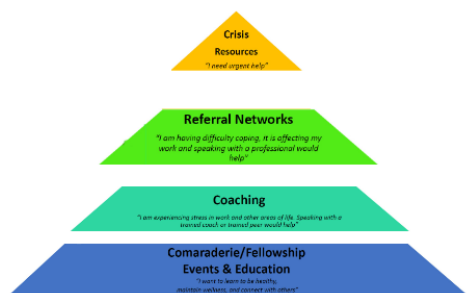 Crisis
Resources
"I need urgent help"
Referral Networks
"I am having difficulty coping, it is affecting my
work and speaking with a professional would
help"
Coaching
"I am experiencing stress in work and other areas of life. Speaking with a
trained coach or trained peer would help"
Comaraderie/Fellowship
Events & Education
"I want to learn to be healthy,
maintain wellness, and connect with others"